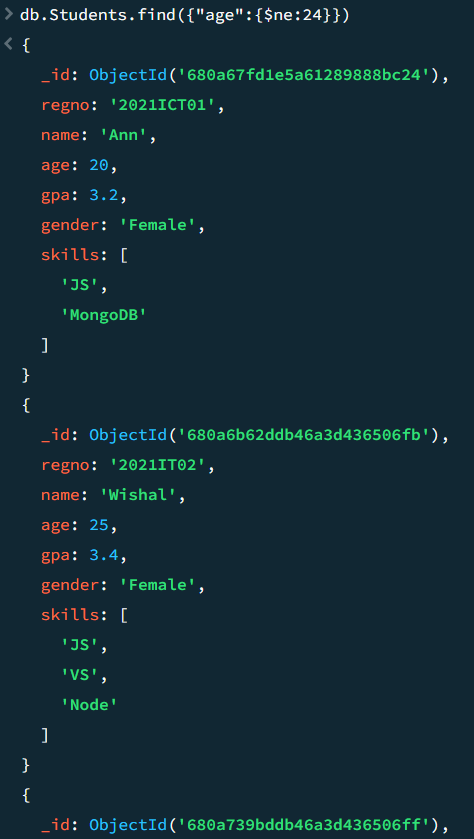 > db.Students.find({"age":{$ne:24}})
< {
_id: ObjectId('680a67fd1e5a61289888bc24'),
regno: '2021ICT01',
name: 'Ann',
age: 20,
gpa: 3.2,
gender: 'Female',
skills: [
'JS',
'MongoDB'
]
}
{
_id: ObjectId('680a6b62ddb46a3d436506fb'),
regno: '2021IT02',
name: 'Wishal',
age: 25,
gpa: 3.4,
gender: 'Female',
skills: [
'JS',
'VS',
'Node'
]
}
{
_id: ObjectId('680a739bddb46a3d436506ff'),